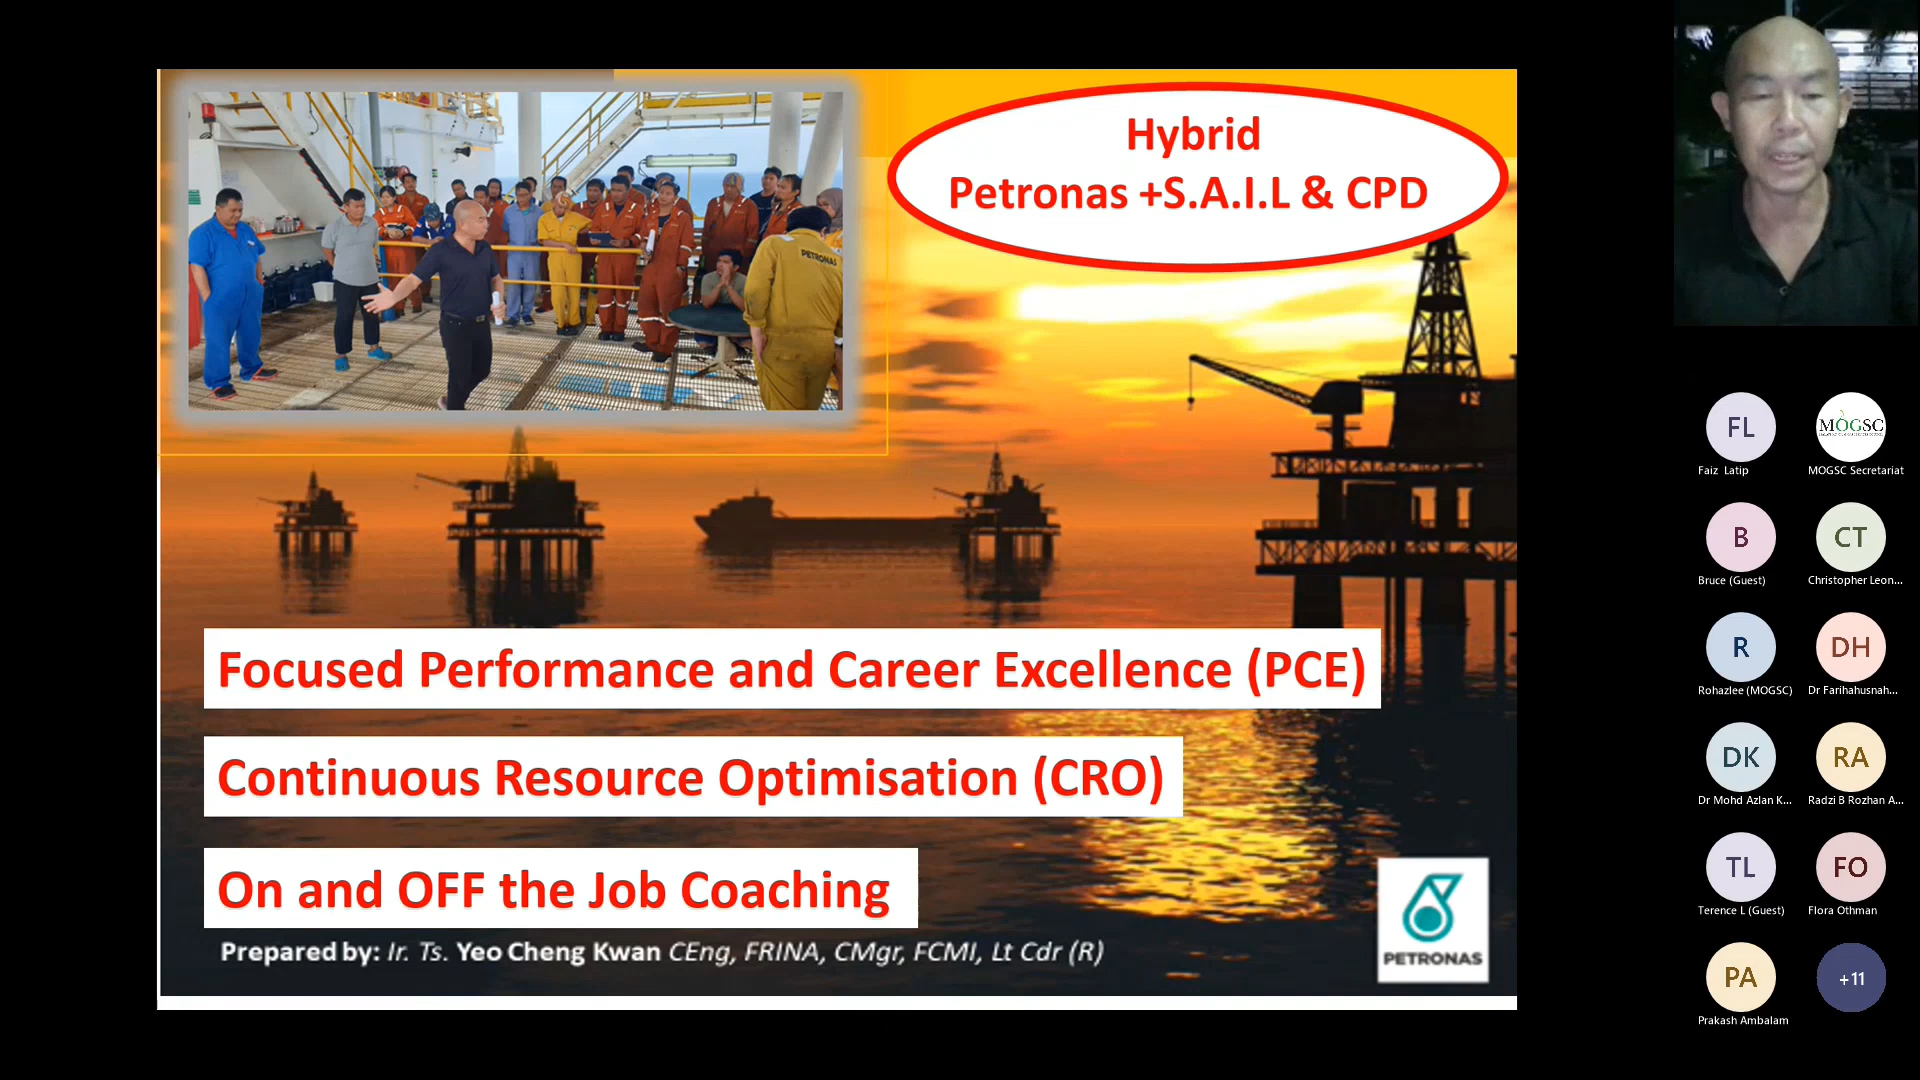 Hybrid
Petronas +S.A.I.L & CPD
PETRONAS
Focused Performance and Career Excellence (PCE)
Continuous Resource Optimisation (CRO)
On and OFF the Job Coaching
Prepared by: Ir. Ts. Yeo Cheng Kwan CEng, FRINA, CMgr, FCMI, Lt Cdr (R)
PETRONAS
FL
Faiz Latip
MOGSC
MOGSC Secretariat
B
Bruce (Guest)
CT
Christopher Leon...
R
Rohazlee (MOGSC)
DH
Dr Farihahusnah...
DK
Dr Mohd Azlan K...
RA
Radzi B Rozhan A...
TL
Terence L (Guest)
FO
Flora Othman
PA
Prakash Ambalam
+11